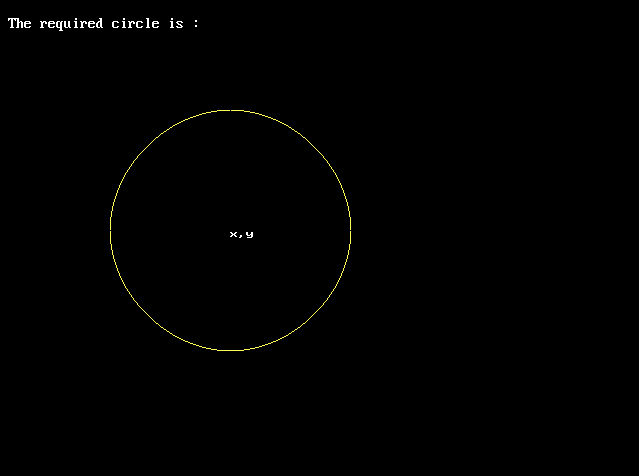 The required circle is :
x,y